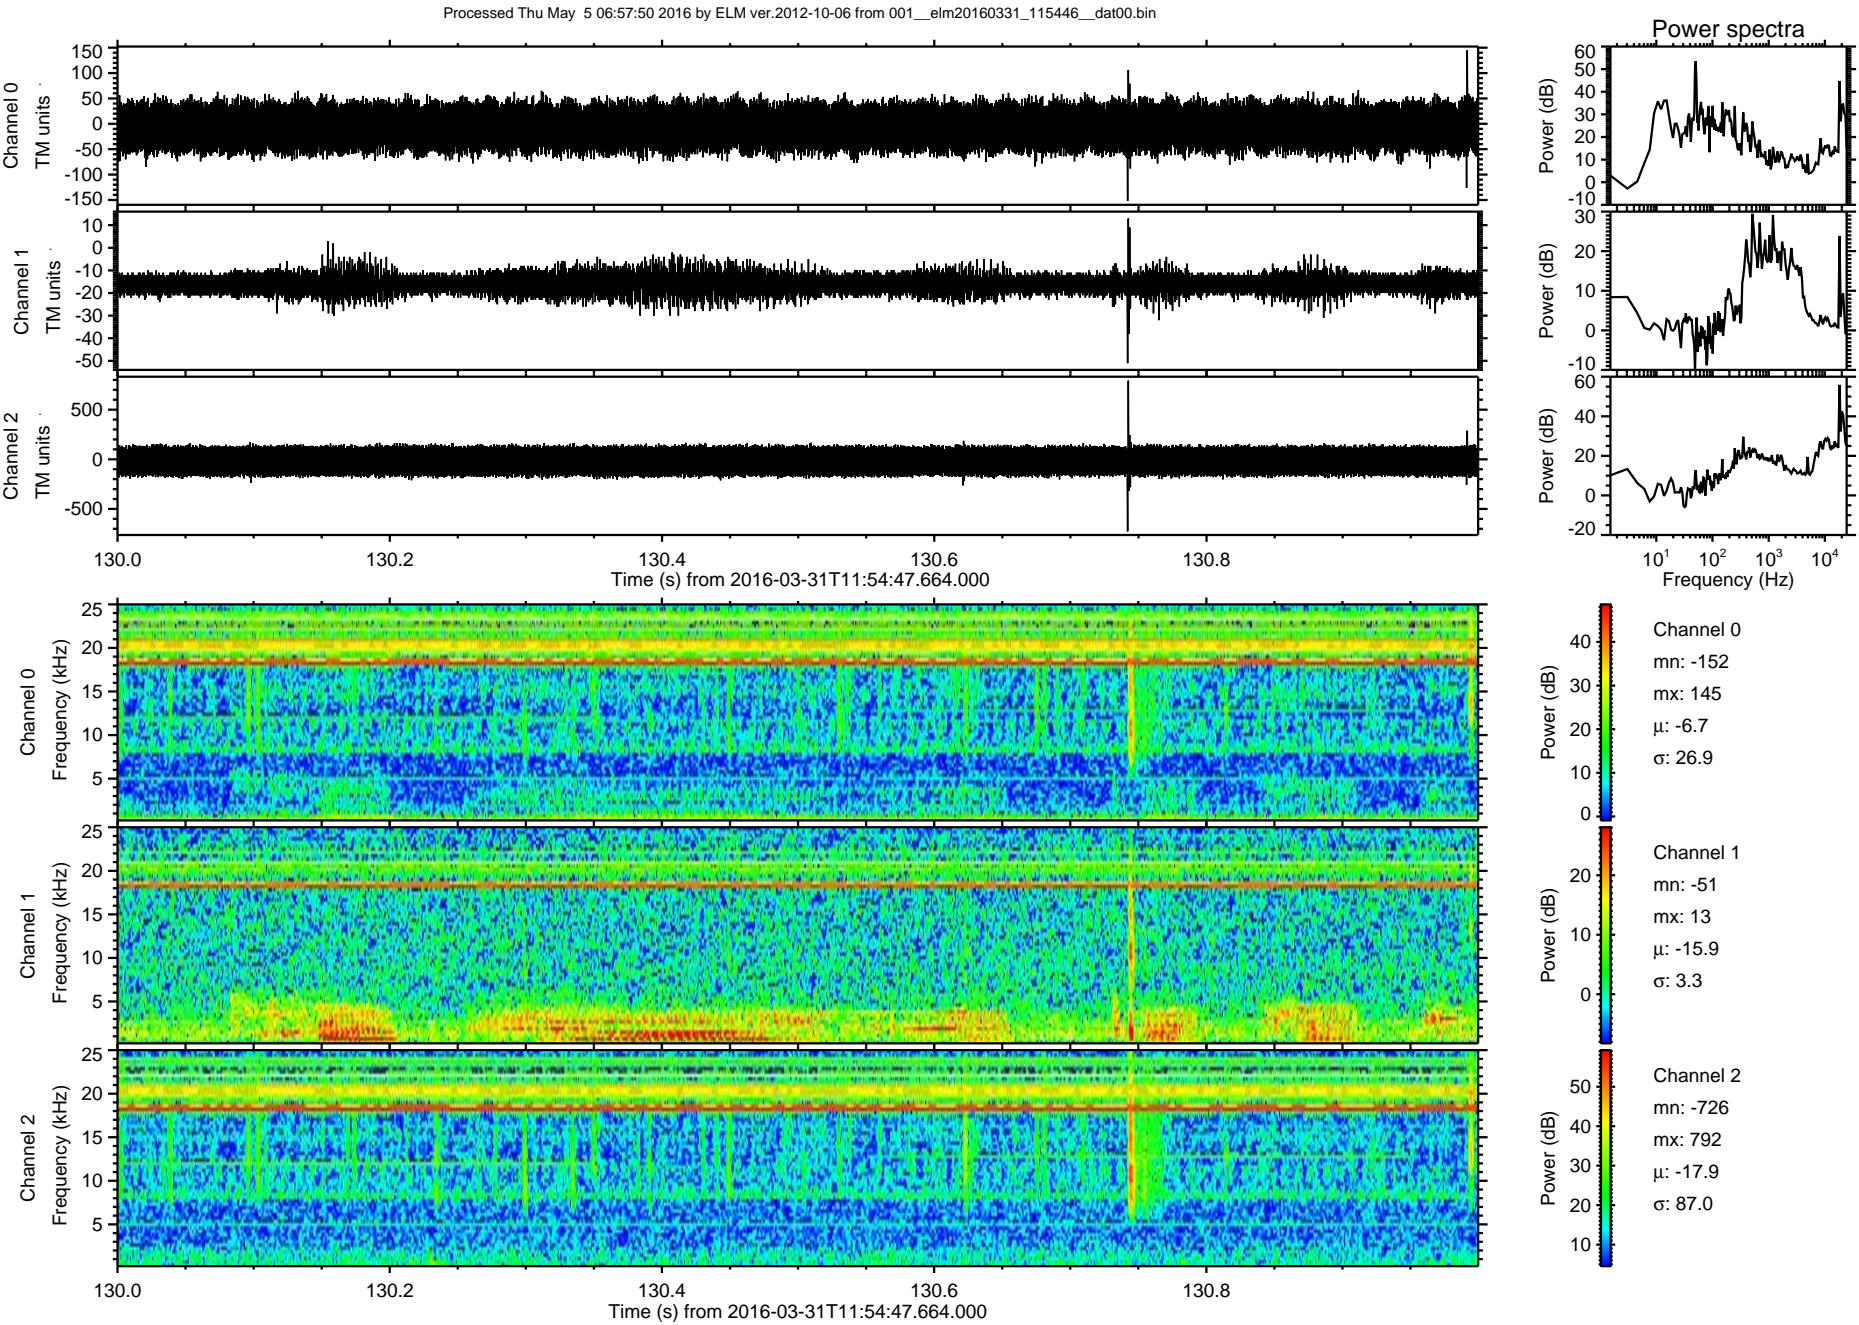 Processed Thu May  5 06:57:50 2016 by ELM ver.2012-10-06 from 001__elm20160331_115446__dat00.bin
Power spectra
Channel 0
TM units
150
100
50
0
-50
-100
-150
Power (dB)
60
50
40
30
20
10
0
-10
Channel 1
TM units
10
0
-10
-20
-30
-40
-50
Power (dB)
30
20
10
0
-10
Channel 2
TM units
500
0
-500
Power (dB)
60
40
20
0
-20
130.0 130.2 130.4 130.6 130.8
Time (s) from 2016-03-31T11:54:47.664.000
10¹ 10² 10³ 10⁴
Frequency (Hz)
Channel 0
Frequency (kHz)
25
20
15
10
5
Power (dB)
40
30
20
10
0
Channel 0
mn: -152
mx: 145
µ: -6.7
σ: 26.9
Channel 1
Frequency (kHz)
25
20
15
10
5
Power (dB)
20
10
0
Channel 1
mn: -51
mx: 13
µ: -15.9
σ: 3.3
Channel 2
Frequency (kHz)
25
20
15
10
5
Power (dB)
50
40
30
20
10
Channel 2
mn: -726
mx: 792
µ: -17.9
σ: 87.0
130.0 130.2 130.4 130.6 130.8
Time (s) from 2016-03-31T11:54:47.664.000